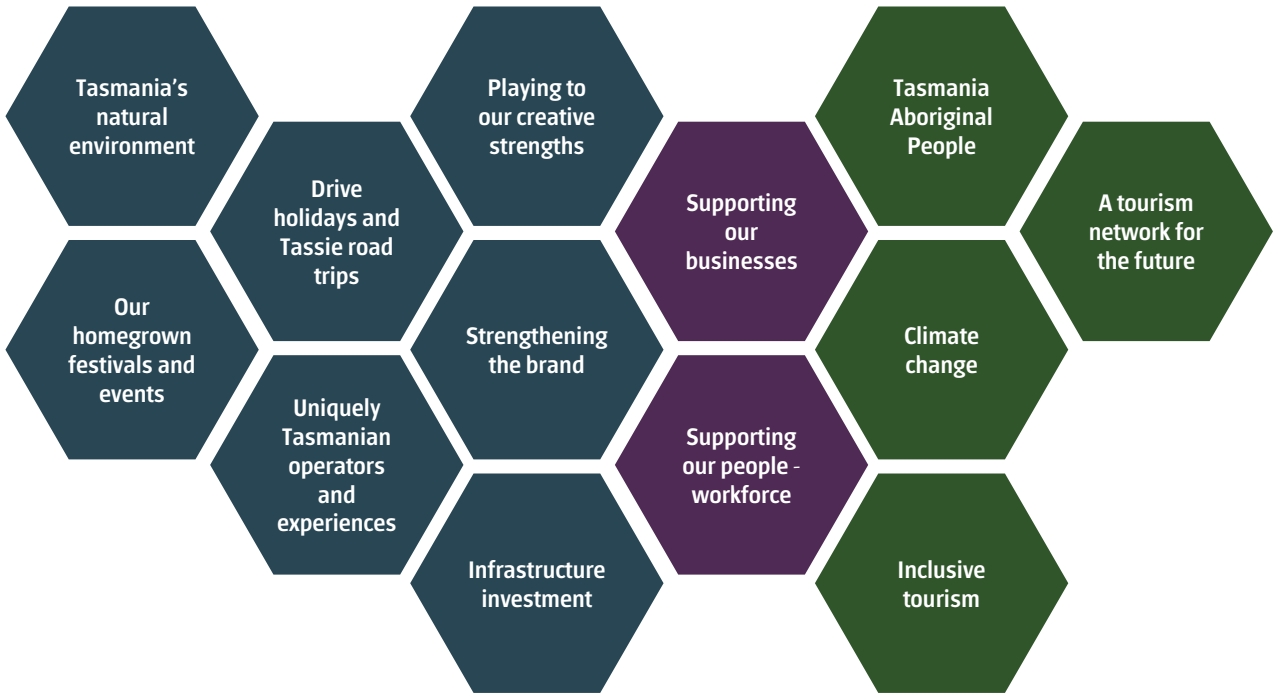 Tasmania’s
natural
environment
Our
homegrown
festivals and
events
Drive
holidays and
Tassie road
trips
Uniquely
Tasmanian
operators
and
experiences
Playing to
our creative
strengths
Strengthening
the brand
Infrastructure
investment
Supporting
our
businesses
Supporting
our people -
workforce
Tasmania
Aboriginal
People
Climate
change
Inclusive
tourism
A tourism
network for
the future